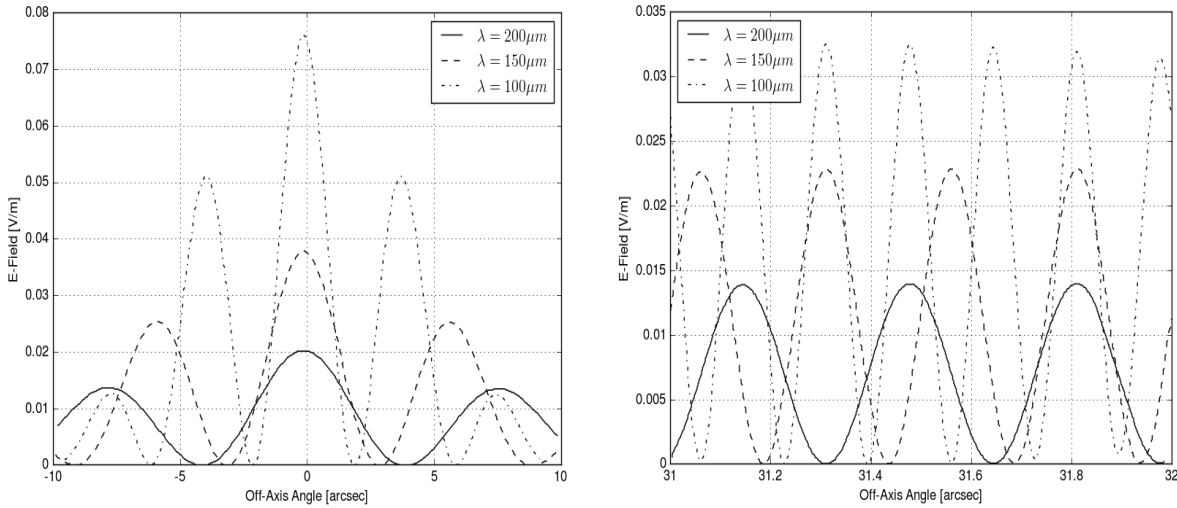 0.08
0.07
0.06
0.05
0.04
0.03
0.02
0.01
0
E-Field [V/m]
-10
-5
0
5
10
Off-Axis Angle [arcsec]
λ = 200μm
λ = 150μm
λ = 100μm
0.035
0.03
0.025
0.02
0.015
0.01
0.005
0
E-Field [V/m]
31
31.2
31.4
31.6
31.8
32
Off-Axis Angle [arcsec]
λ = 200μm
λ = 150μm
λ = 100μm